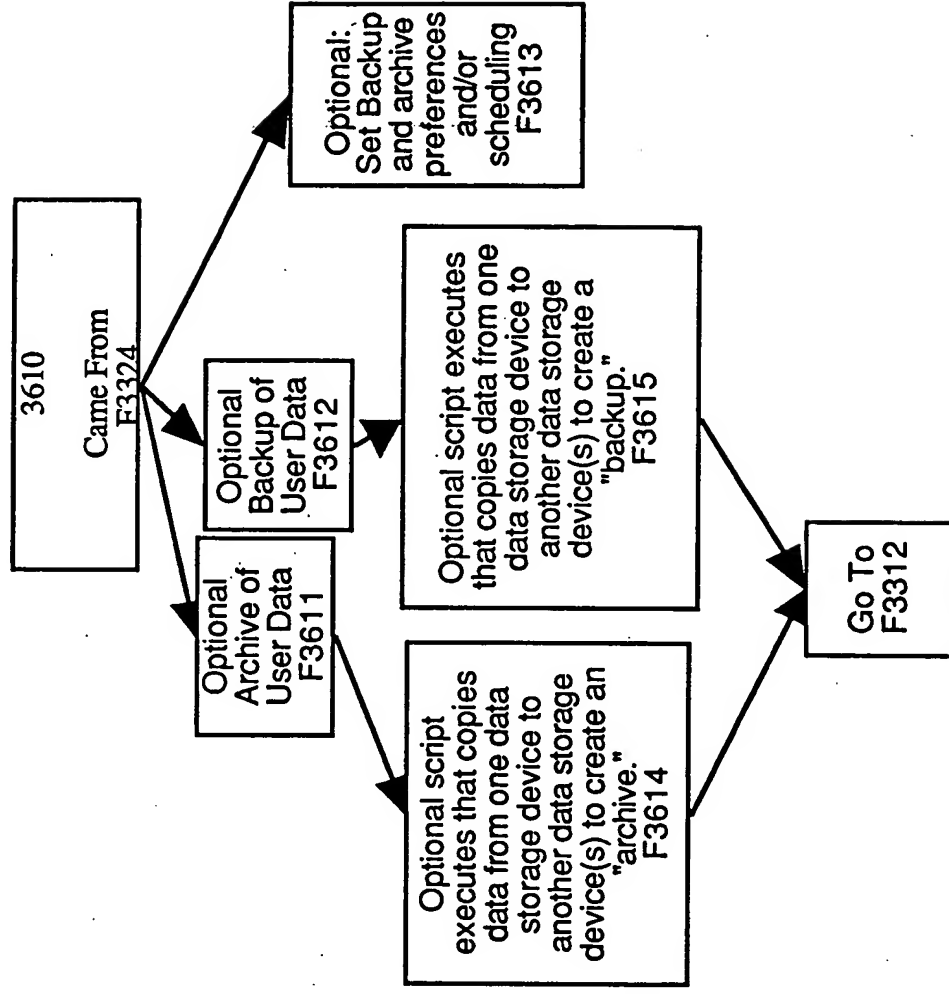 3610
Came From
F3324
Optional
Archive of
User Data
F3611
Optional
Backup of
User Data
F3612
Optional:
Set Backup
and archive
preferences
and/or
scheduling
F3613
Optional script
executes that copies
data from one data
storage device to
another data storage
device(s) to create an
"archive."
F3614
Optional script executes
that copies data from one
data storage device to
another data storage
device(s) to create a
"backup."
F3615
Go To
F3312